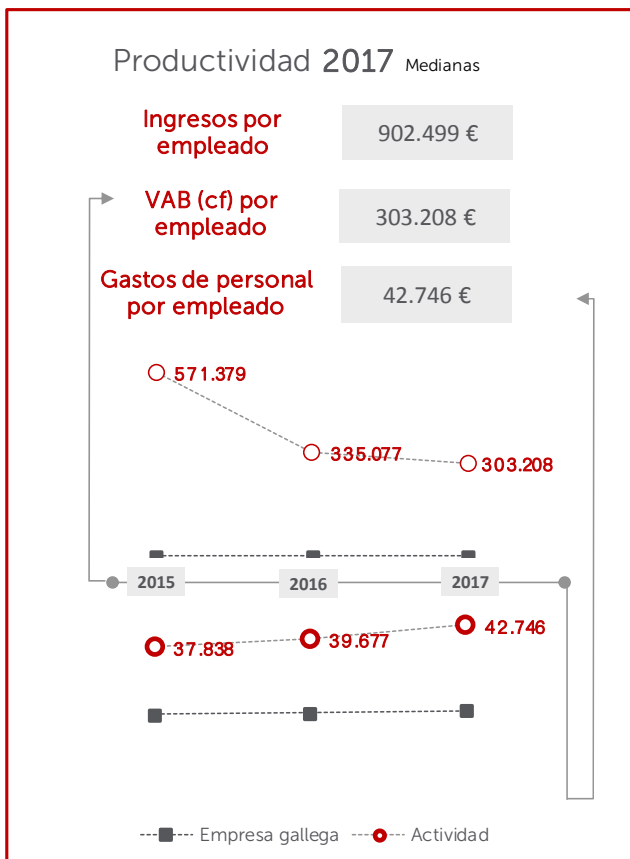 Productividad 2017 Medianas
Ingresos por
empleado
902.499 €
VAB (cf) por
empleado
303.208 €
Gastos de personal
por empleado
42.746 €
571.379
335.077
303.208
2015
2016
2017
37.838
39.677
42.746
Empresa gallega
Actividad